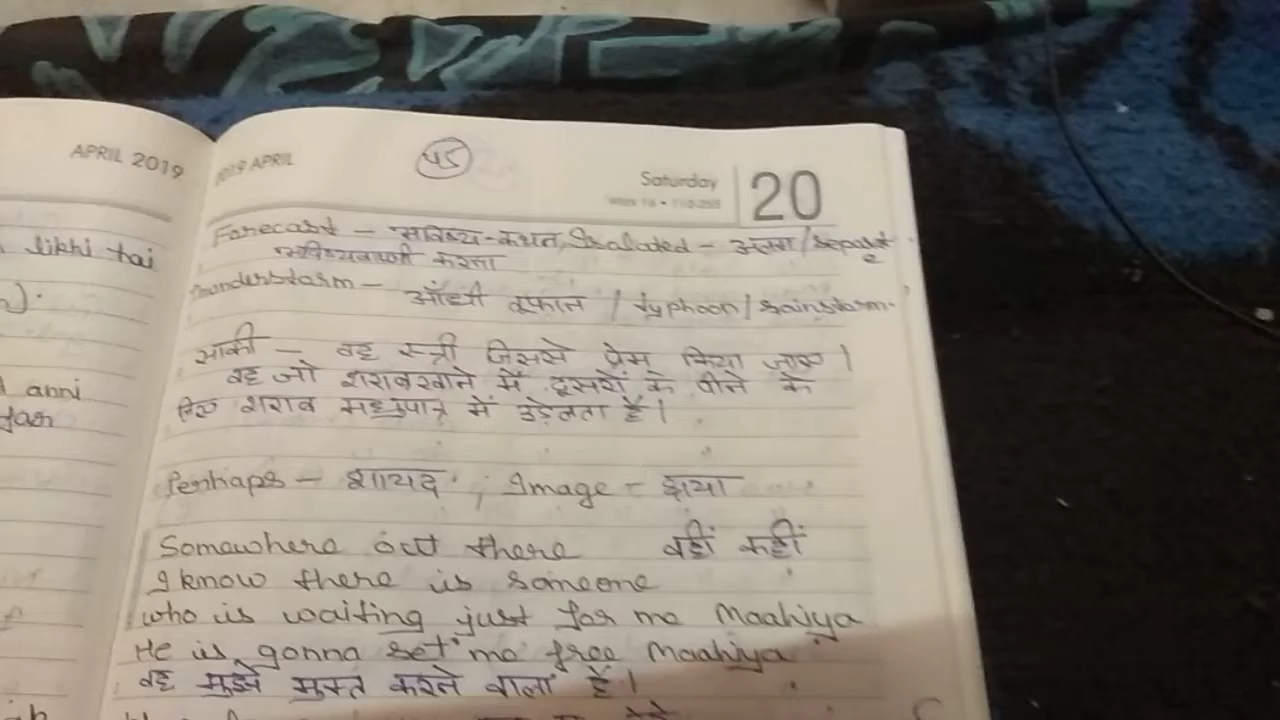 APRIL 2019
likhi hai
anni
2019 APRIL
45
Saturday
20
Forecast – भविष्य-कथन, Isolated – अलग/separate
भविष्यवाणी करना
Thunderstorm – आँधी तूफान / typhoon/rainstorm.
साकी – वह स्त्री जिससे प्रेम किया जाए।
वह जो शराबखाने में दूसरों के पीने के
लिए शराब मधुपात्र में उड़ेलता है।
Perhaps – शायद ; Image – छाया
Somewhere out there वहीं कहीं
I know there is someone
who is waiting just for me Maahiya
He is gonna set me free Maahiya
वह मुझे मुक्त करने वाला है।